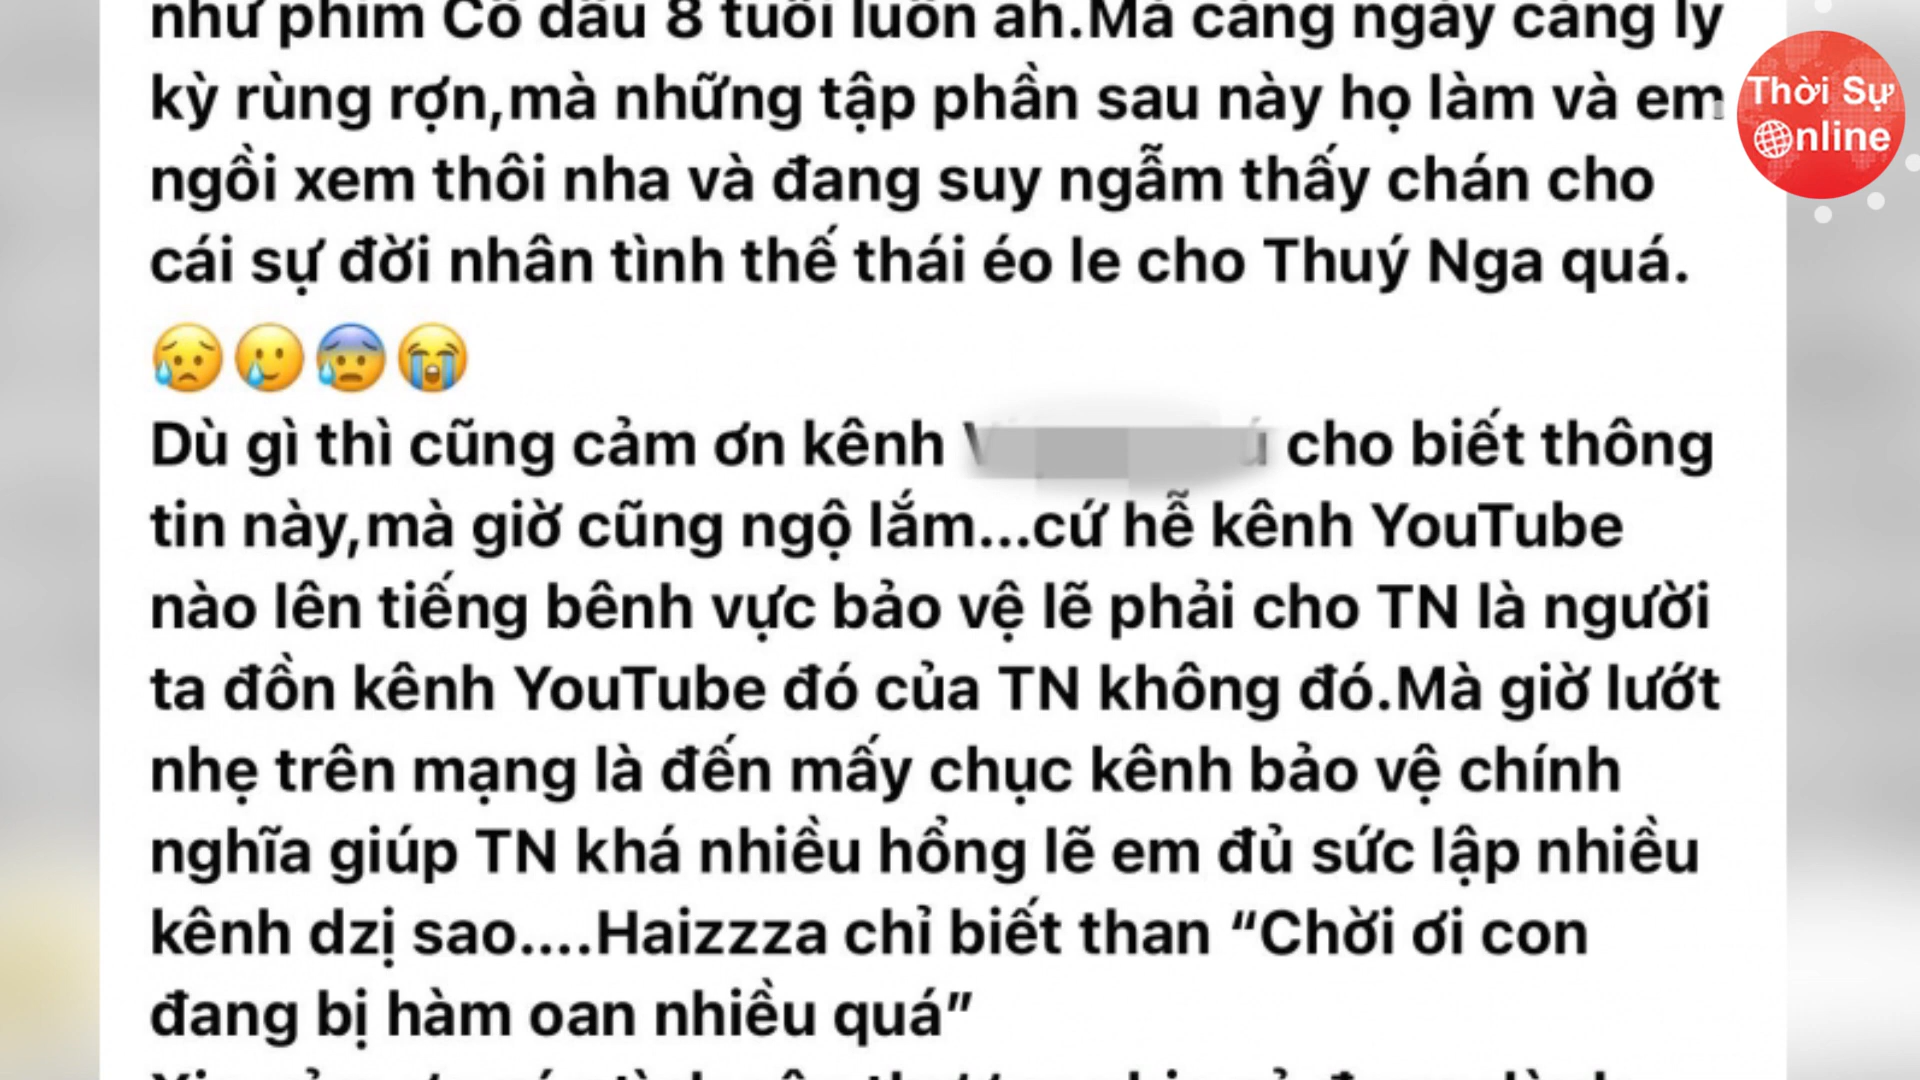 như phim Cô dâu 8 tuổi luôn ah.Mà càng ngày càng ly
kỳ rùng rợn,mà những tập phần sau này họ làm và em
ngồi xem thôi nha và đang suy ngẫm thấy chán cho
cái sự đời nhân tình thế thái éo le cho Thuý Nga quá.
😥🥲😰😭
Dù gì thì cũng cảm ơn kênh cho biết thông
tin này,mà giờ cũng ngộ lắm...cứ hễ kênh YouTube
nào lên tiếng bênh vực bảo vệ lẽ phải cho TN là người
ta đồn kênh YouTube đó của TN không đó.Mà giờ lướt
nhẹ trên mạng là đến mấy chục kênh bảo vệ chính
nghĩa giúp TN khá nhiều hổng lẽ em đủ sức lập nhiều
kênh dzị sao....Haizzza chỉ biết than “Chời ơi con
đang bị hàm oan nhiều quá”
Thời Sự
Online